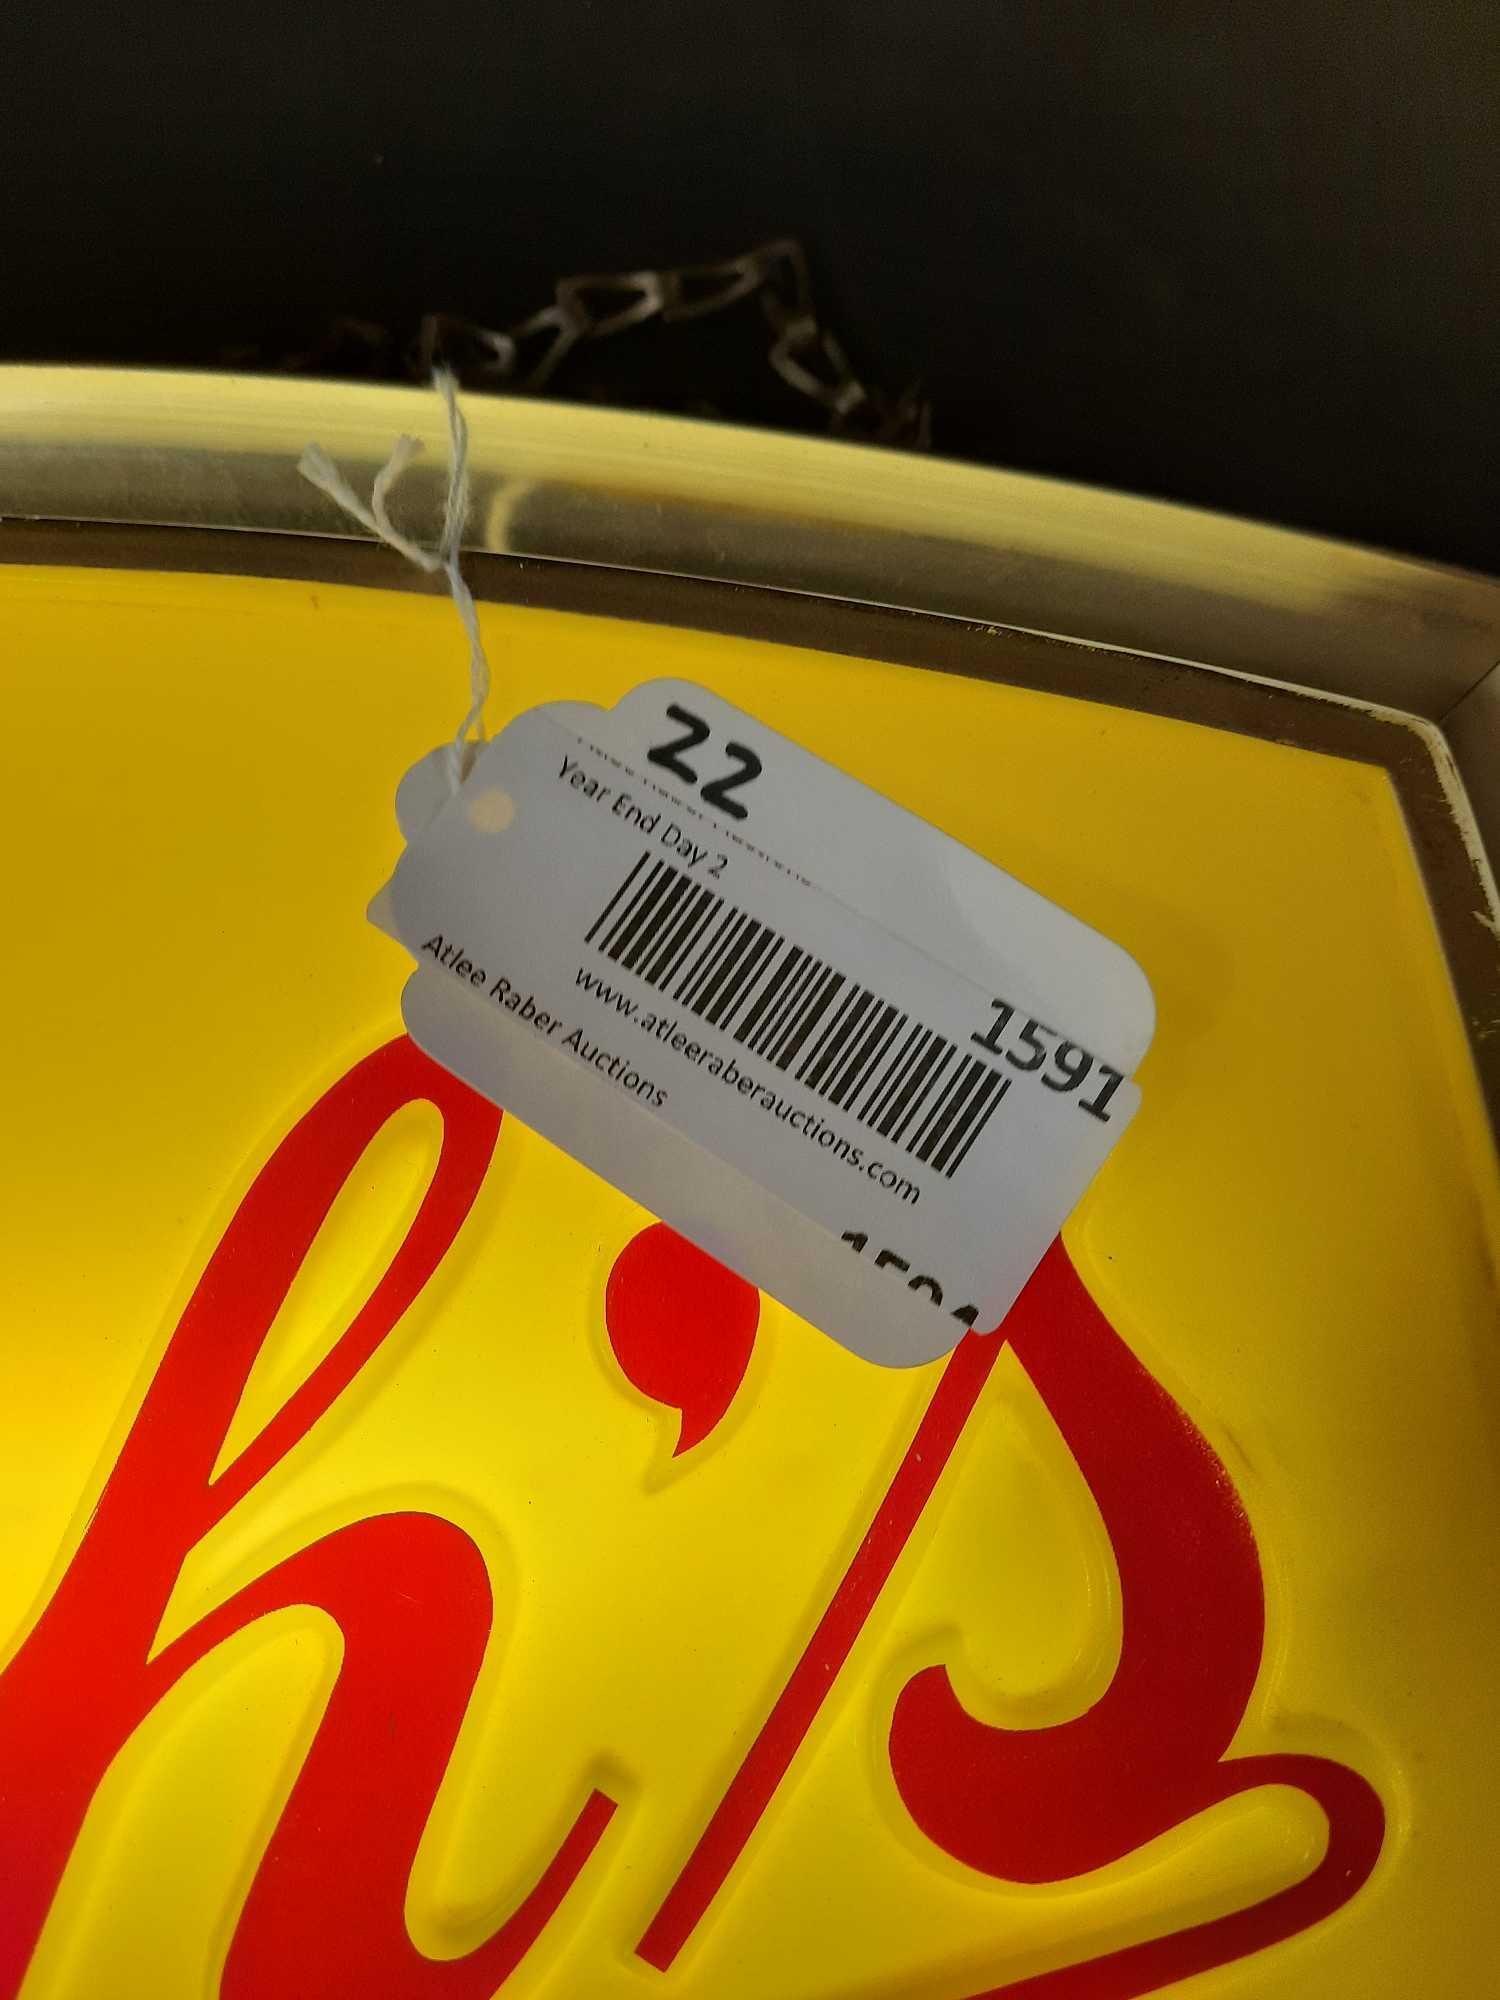 22
Year End Day 2
1591
www.atleeraberauctions.com
Atlee Raber Auctions
h's